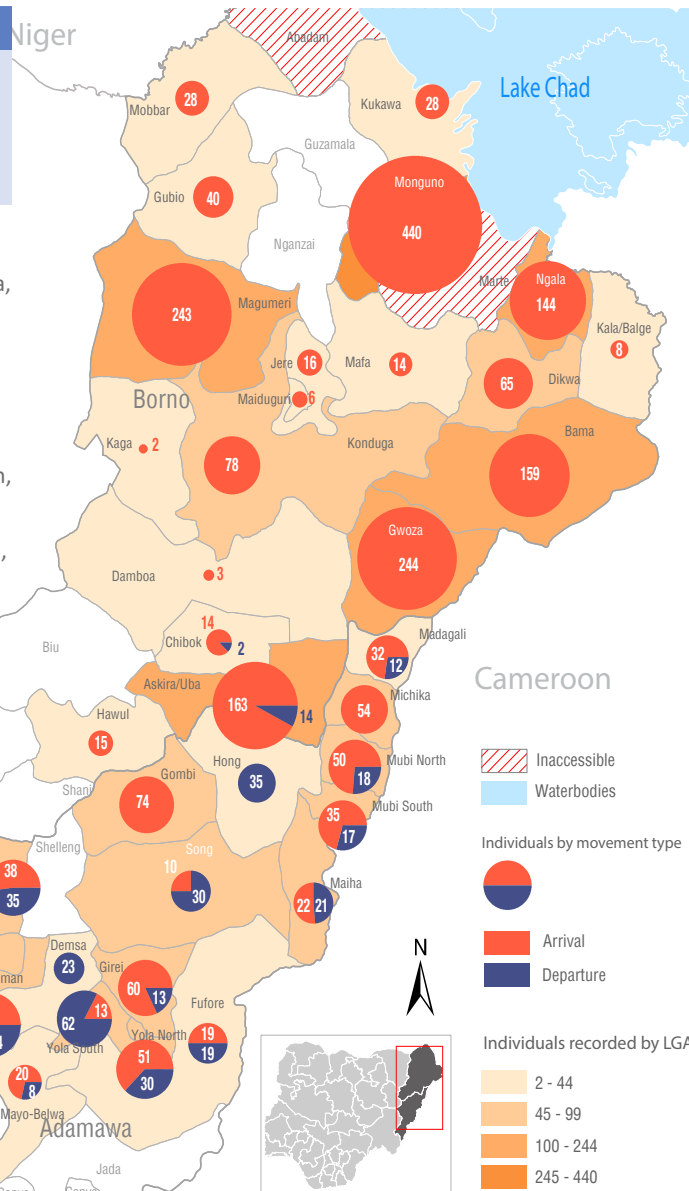 Niger
Abadam
Lake Chad
Mobbar
28
Kukawa
28
Guzamala
Gubio
40
Monguno
440
Nganzai
a,
Marte
Ngala
144
Magumeri
243
Kala/Balge
8
Jere
16
Mafa
14
65
Dikwa
Borno
Maiduguri
6
Bama
Kaga
2
Konduga
78
159
n,
Gwoza
244
,
Damboa
3
14
Chibok
2
Madagali
32
12
Biu
Cameroon
Askira/Uba
163
14
Michika
54
Hawul
15
Inaccessible
Hong
35
50
18
Mubi North
Waterbodies
Gombi
74
Shani
Mubi South
35
17
Individuals by movement type
Shelleng
Song
10
30
38
35
Maiha
22
21
N
Arrival
Departure
Demsa
23
Girei
60
13
man
Fufore
13
62
Yola North
19
19
Yola South
51
30
Individuals recorded by LGA
20
8
Mayo-Belwa
Adamawa
2 - 44
45 - 99
100 - 244
245 - 440
Jada